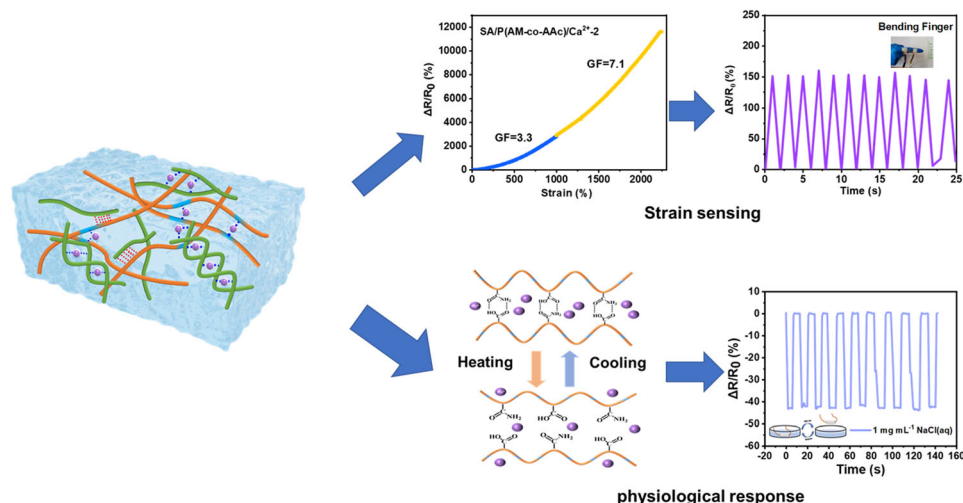 12000
10000
8000
6000
4000
2000
0
ΔR/R0 (%)
SA/P(AM-co-AAc)/Ca2+-2
GF=7.1
GF=3.3
0 500 1000 1500 2000
Strain (%)
250
200
150
100
50
0
ΔR/R0 (%)
Bending Finger
0 5 10 15 20 25
Time (s)
Strain sensing
Heating
Cooling
10
0
-10
-20
-30
-40
-50
-60
ΔR/R0 (%)
1 mg mL-1 NaCl(aq)
-20 0 20 40 60 80 100 120 140 160
Time (s)
physiological response